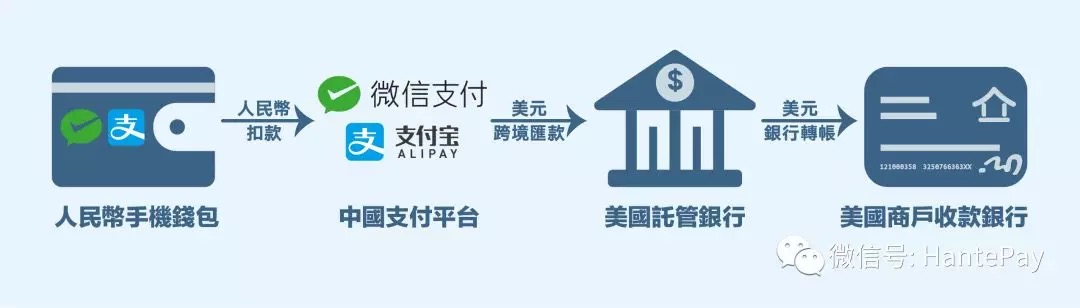 人民幣
扣款
微信支付
支 支付宝
ALIPAY
美元
跨境匯款
$
美元
銀行轉帳
支
121000358 3250766363XX
人民幣手機錢包
中國支付平台
美國託管銀行
美國商戶收款銀行
微信号: HantePay